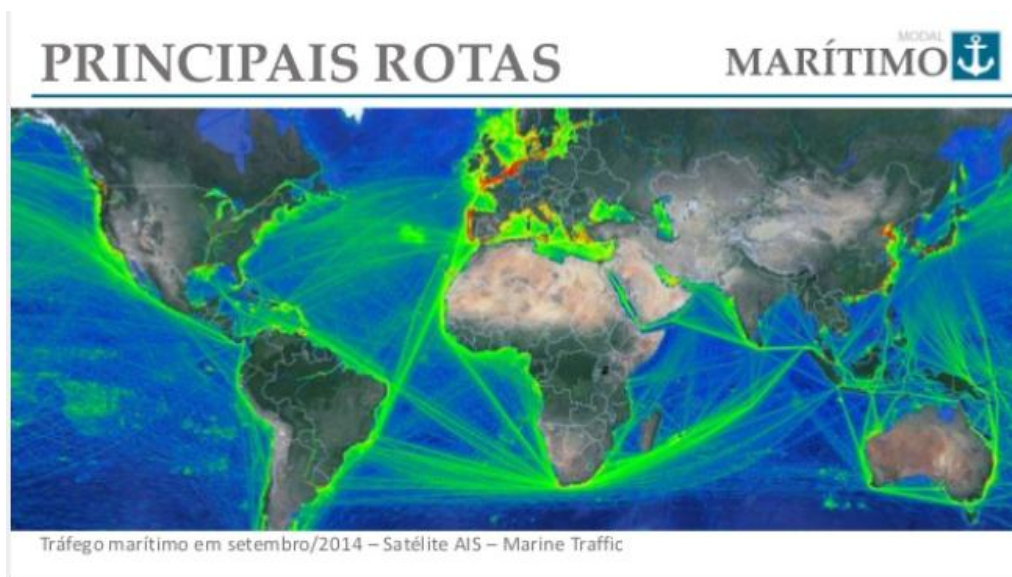 PRINCIPAIS ROTAS
MODAL
MARÍTIMO
Tráfego marítimo em setembro/2014 – Satélite AIS – Marine Traffic